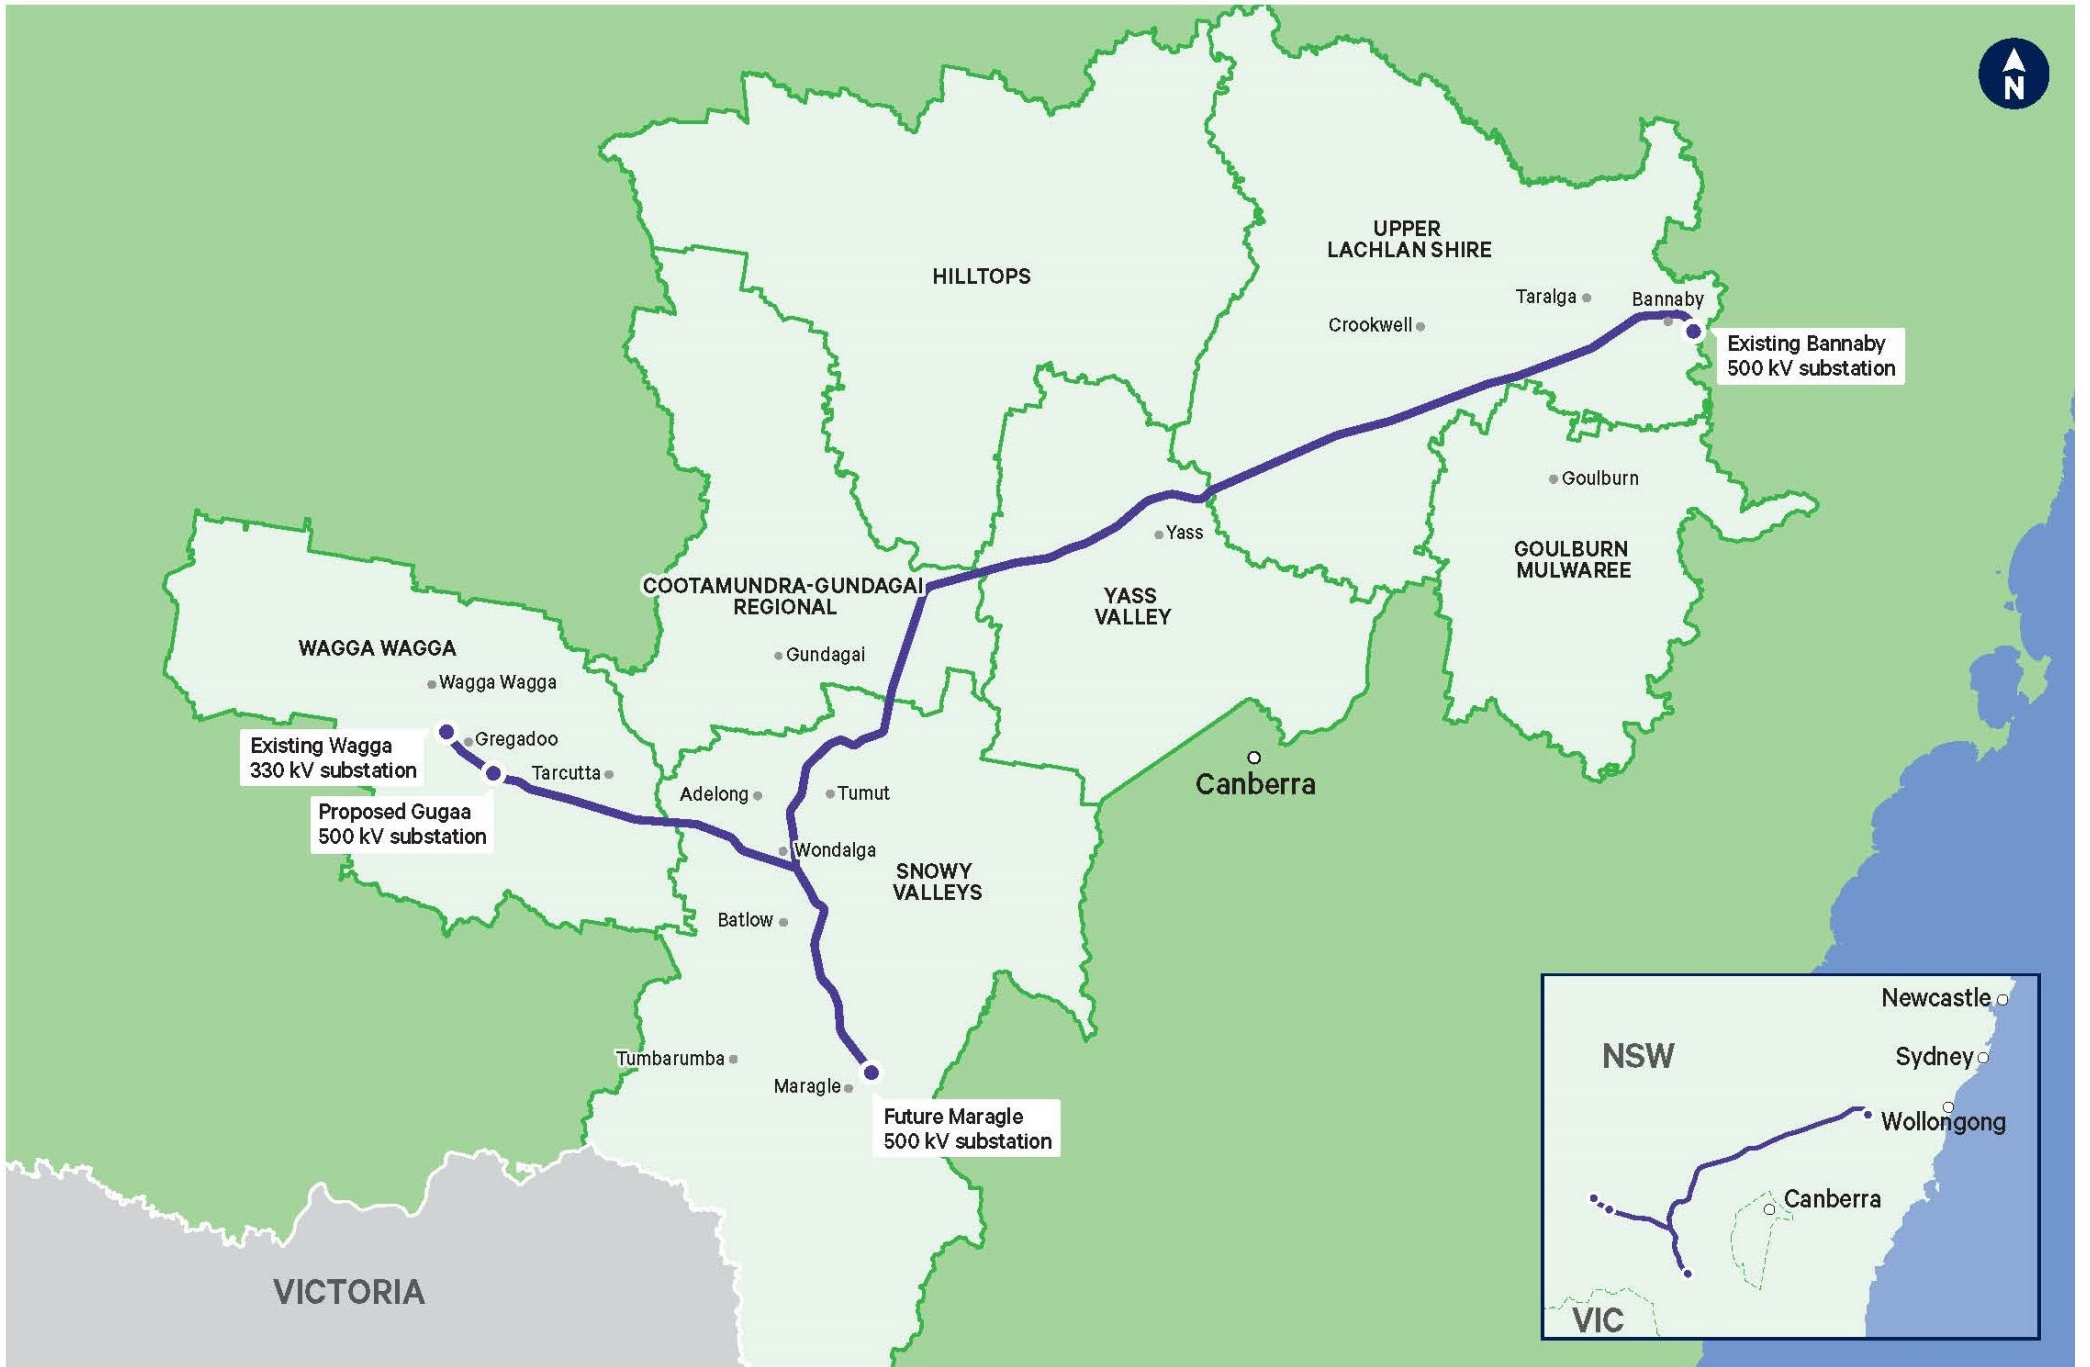 N
UPPER
LACHLAN SHIRE
HILLTOPS
Taralga
Bannaby
Crookwell
Existing Bannaby
500 kV substation
Goulburn
Yass
GOULBURN
MULWAREE
COOTAMUNDRA-GUNDAGAI
REGIONAL
YASS
VALLEY
WAGGA WAGGA
Gundagai
Wagga Wagga
Existing Wagga
330 kV substation
Gregadoo
Tarcutta
Canberra
Adelong
Tumut
Proposed Gugaa
500 kV substation
Wondalga
SNOWY
VALLEYS
Batlow
Tumbarumba
Maragle
Future Maragle
500 kV substation
VICTORIA
Newcastle
NSW
Sydney
Wollongong
Canberra
VIC